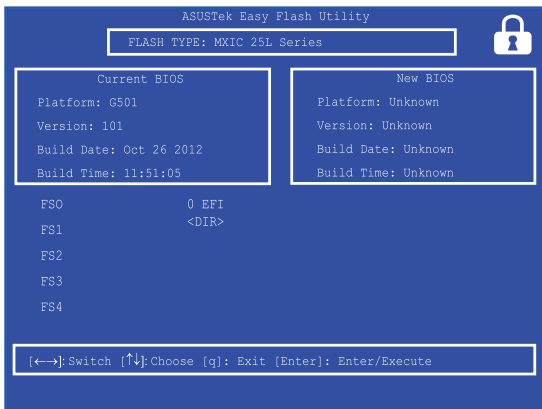 ASUSTek Easy Flash Utility
FLASH TYPE: MXIC 25L Series
Current BIOS
Platform: G501
Version: 101
Build Date: Oct 26 2012
Build Time: 11:51:05
New BIOS
Platform: Unknown
Version: Unknown
Build Date: Unknown
Build Time: Unknown
FSO 0 EFI
FS1 <DIR>
FS2
FS3
FS4
[←→]: Switch [↑↓]: Choose [q]: Exit [Enter]: Enter/Execute